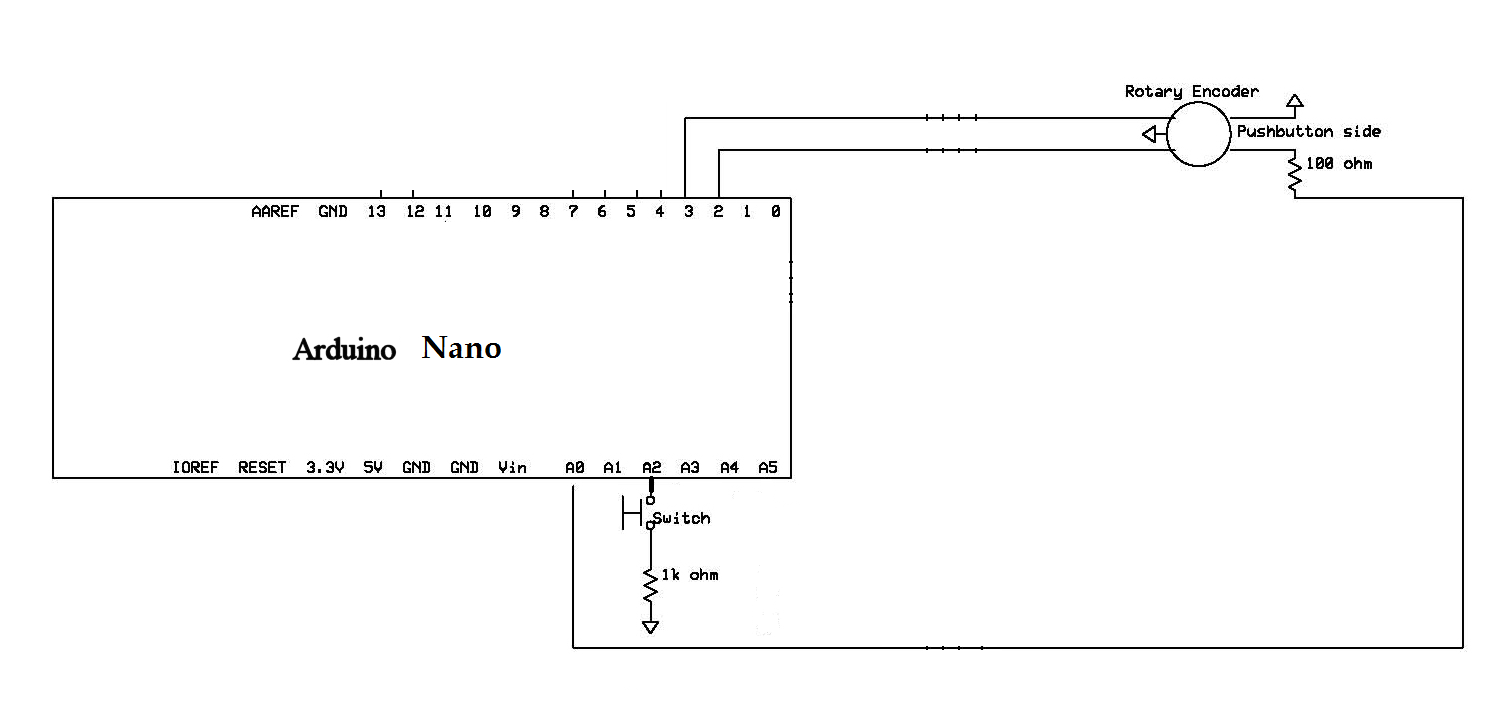 Rotary Encoder
Pushbutton side
100 ohm
AAREF GND 13 12 11 10 9 8 7 6 5 4 3 2 1 0
Arduino Nano
IOREF RESET 3.3V 5V GND GND Vin A0 A1 A2 A3 A4 A5
Switch
1k ohm